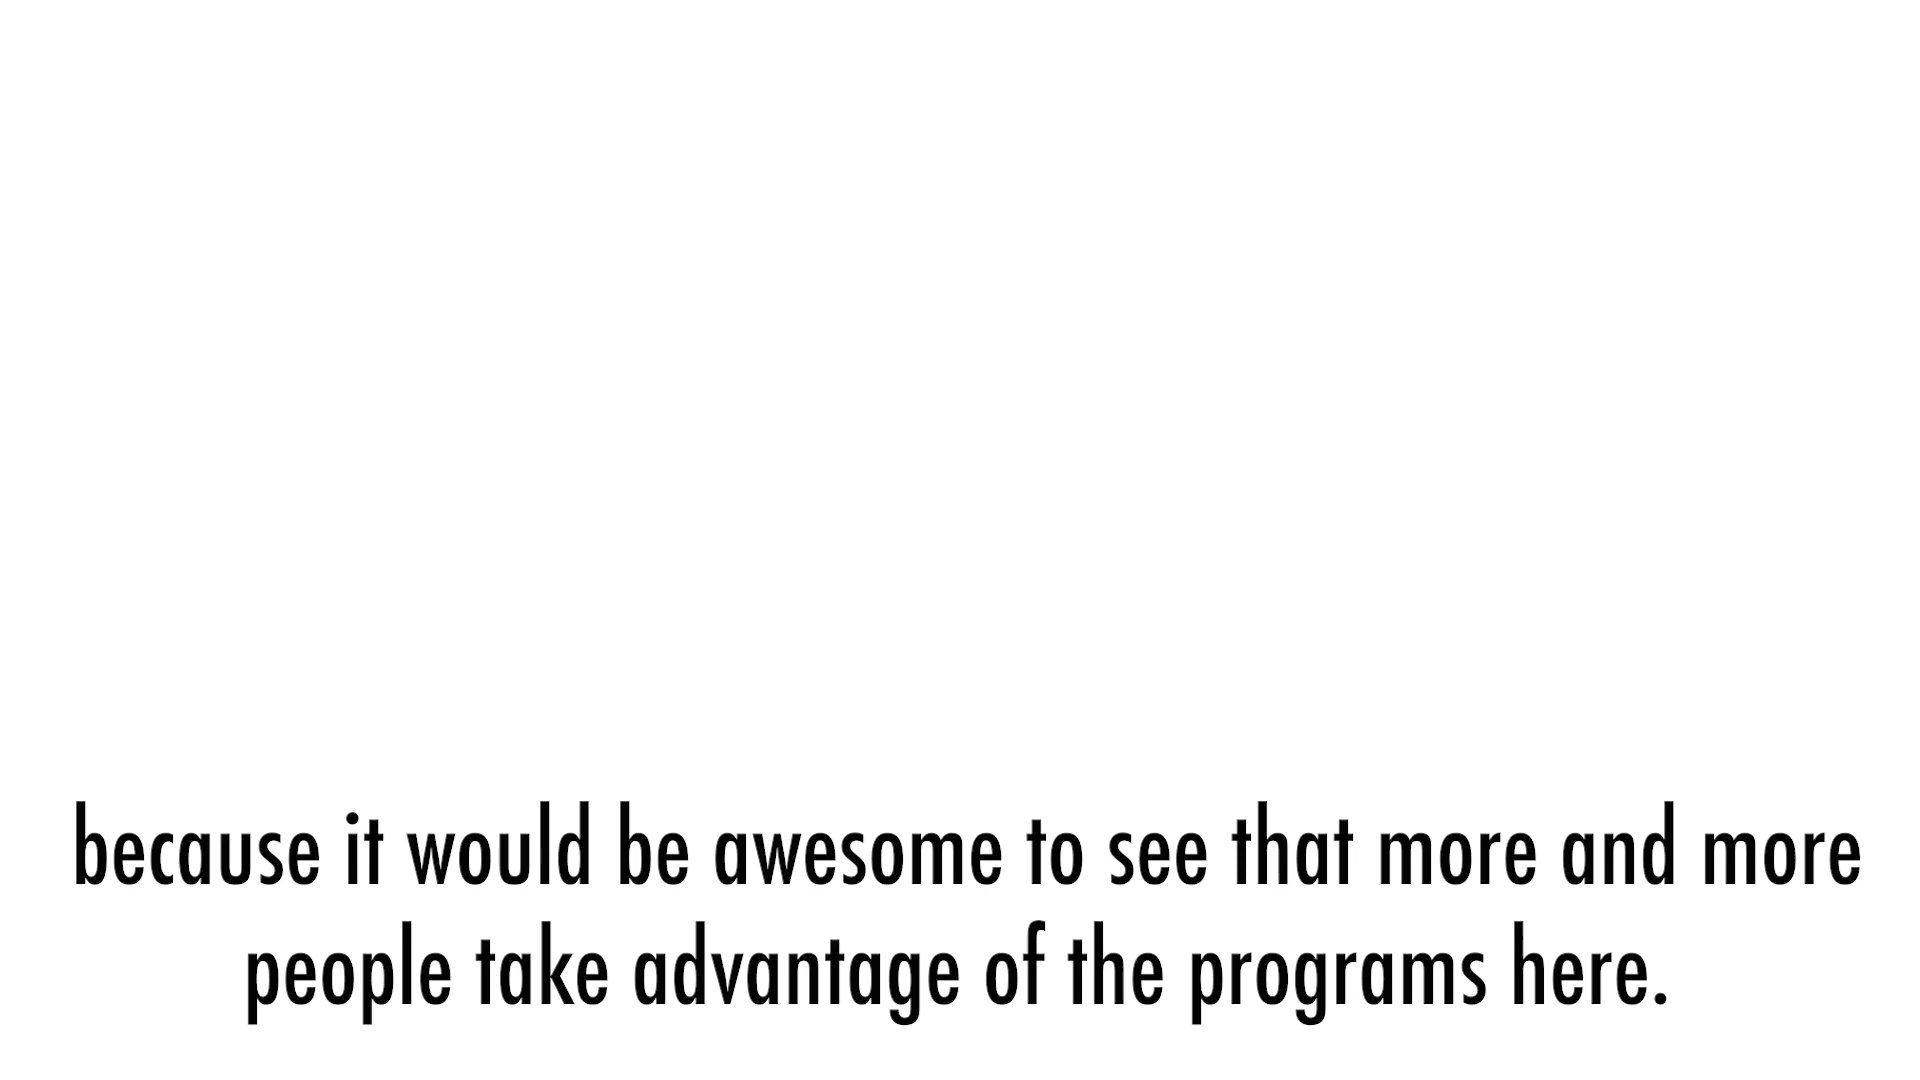 because it would be awesome to see that more and more
people take advantage of the programs here.